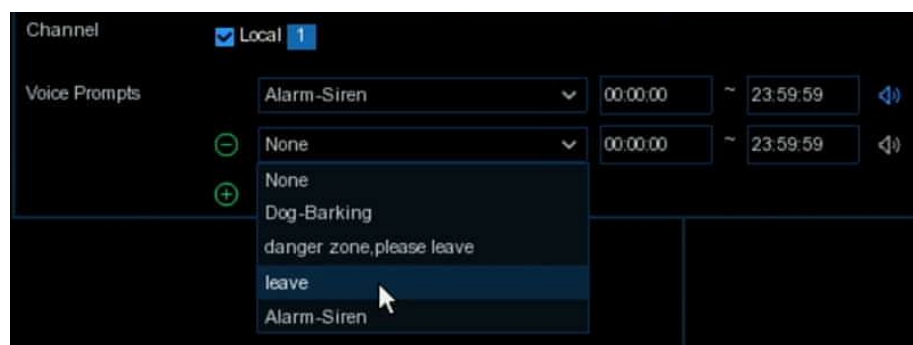 Channel Local 1
Voice Prompts Alarm-Siren 00:00:00 ~ 23:59:59
None 00:00:00 ~ 23:59:59
None
Dog-Barking
danger zone,please leave
leave
Alarm-Siren